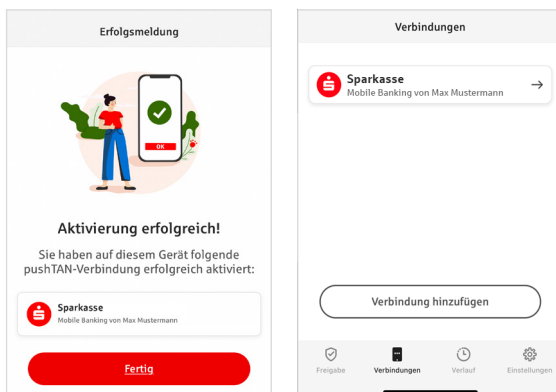 Erfolgsmeldung
OK
Aktivierung erfolgreich!
Sie haben auf diesem Gerät folgende
pushTAN-Verbindung erfolgreich aktiviert:
Sparkasse
Mobile Banking von Max Mustermann
Fertig
Verbindungen
Sparkasse
Mobile Banking von Max Mustermann
Verbindung hinzufügen
Freigabe Verbindungen Verlauf Einstellungen